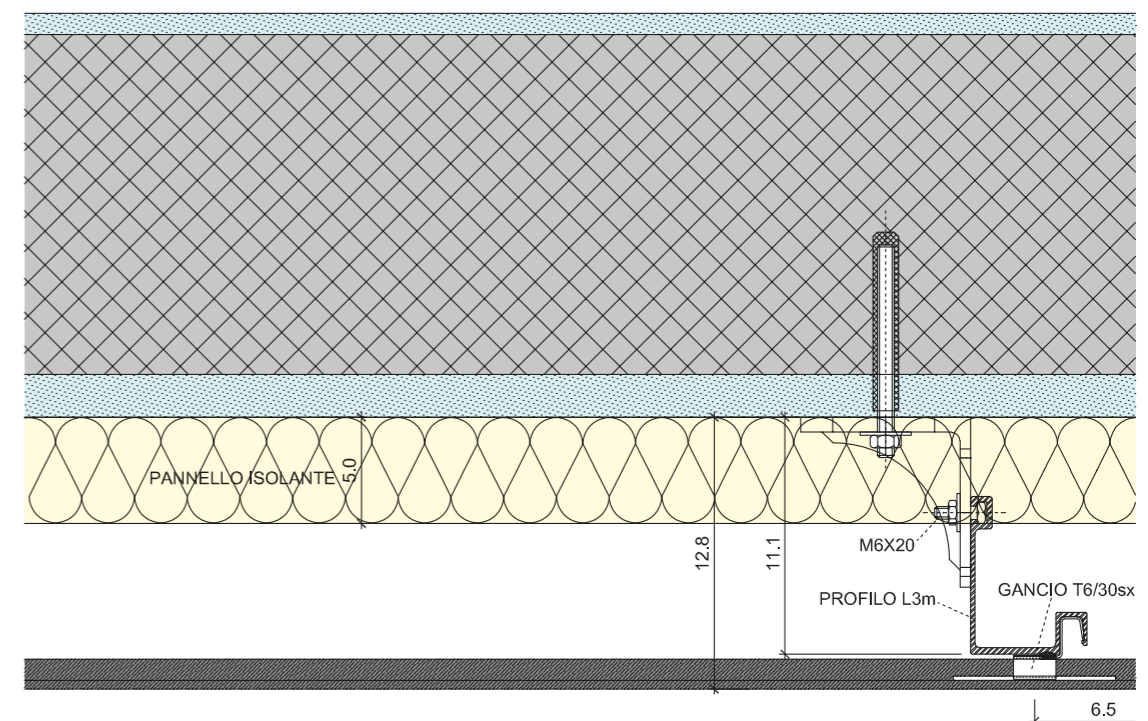 PANNELLO ISOLANTE
5.0
12.8
11.1
M6X20
PROFILO L3m
GANCIO T6/30sx
6.5